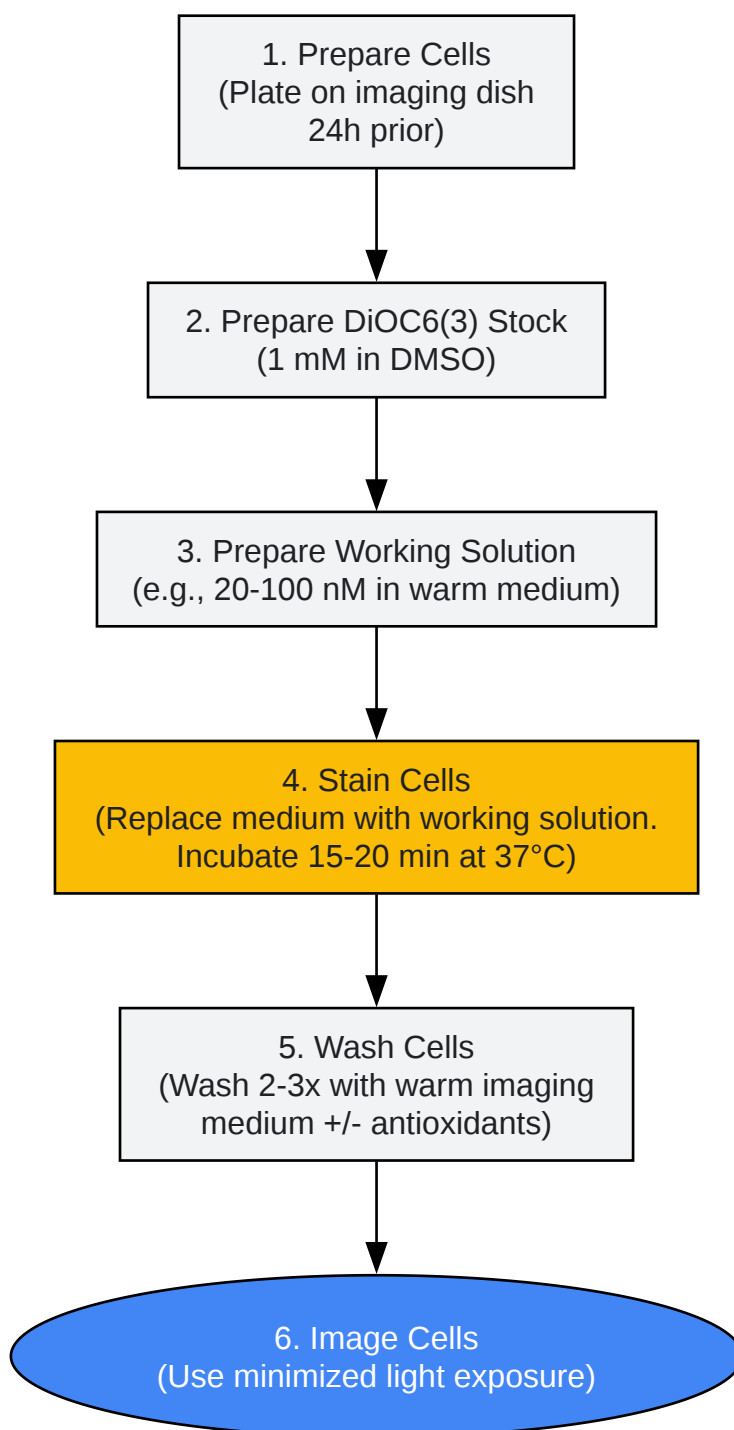 1. Prepare Cells
(Plate on imaging dish
24h prior)
2. Prepare DiOC6(3) Stock
(1 mM in DMSO)
3. Prepare Working Solution
(e.g., 20-100 nM in warm medium)
4. Stain Cells
(Replace medium with working solution.
Incubate 15-20 min at 37°C)
5. Wash Cells
(Wash 2-3x with warm imaging
medium +/- antioxidants)
6. Image Cells
(Use minimized light exposure)